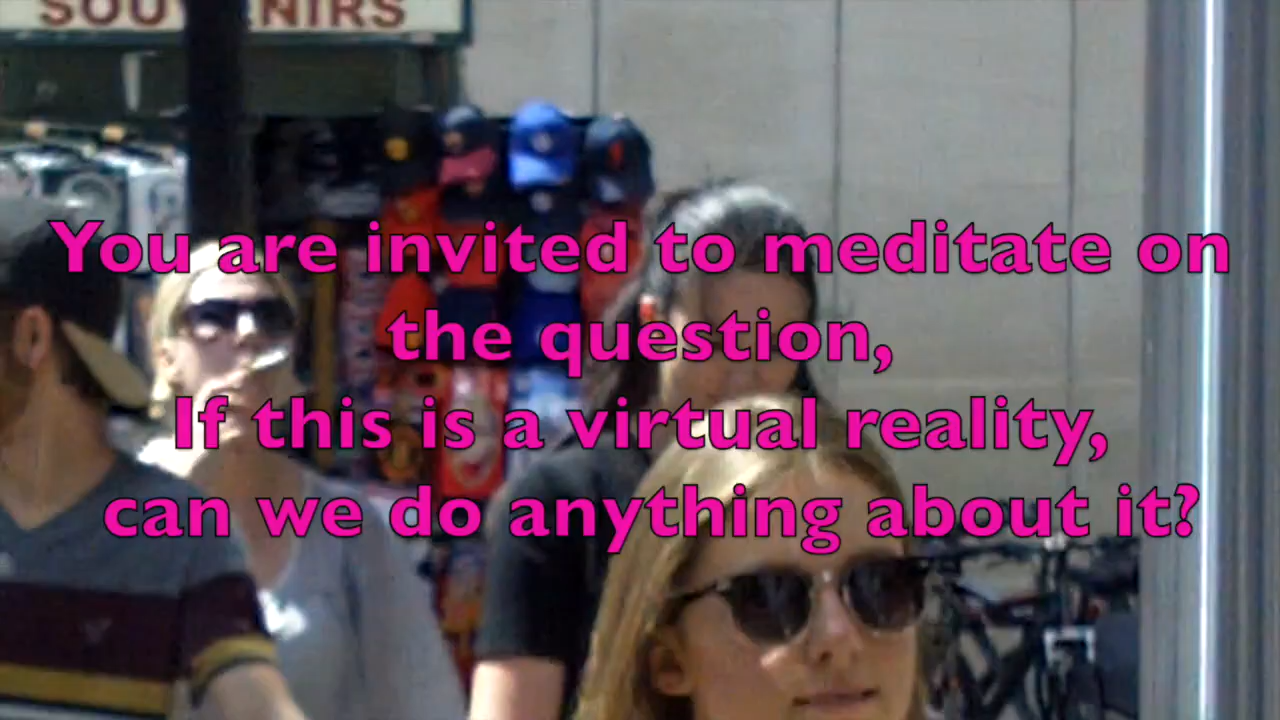 SOUVENIRS
You are invited to meditate on
the question,
If this is a virtual reality,
can we do anything about it?